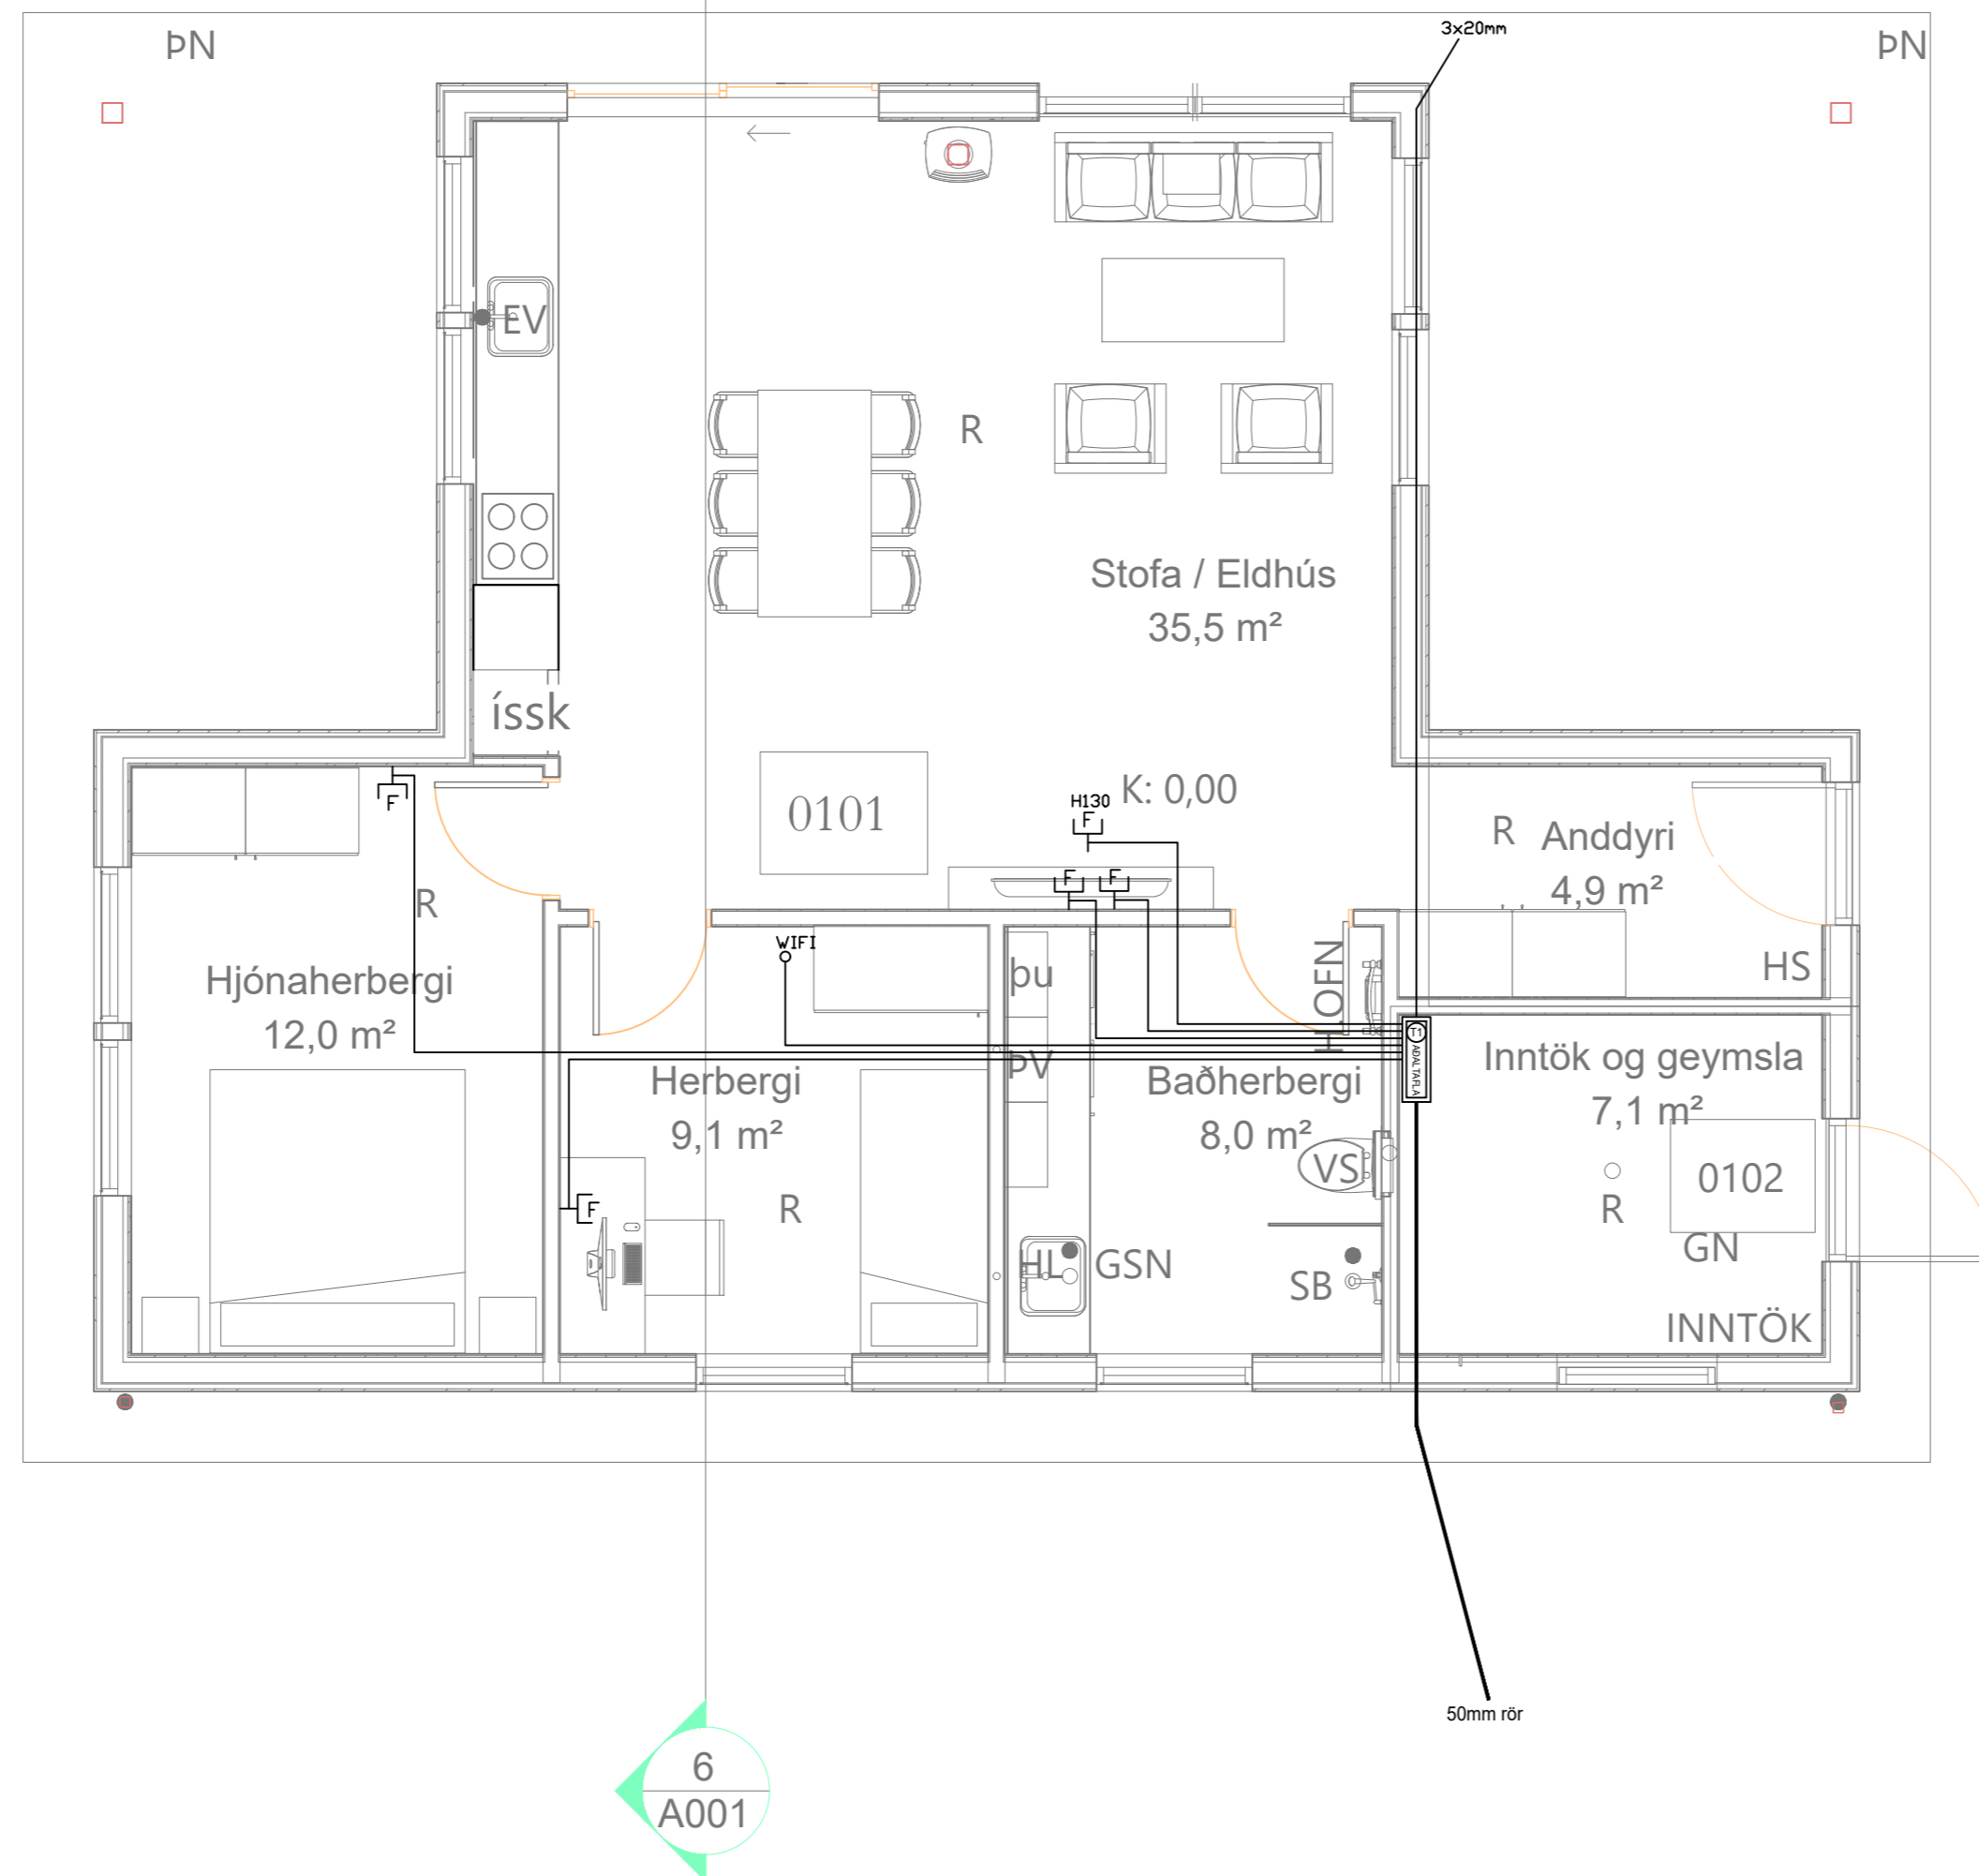 3x20mm
ÞN
ÞN
EV
R
Stofa / Eldhús
35,5 m²
íssk
K: 0,00
H130
F
0101
F
R
Anddyri
4,9 m²
F
F
R
WIFI
H.OFN
HS
Hjónaherbergi
12,0 m²
þu
T1
AÐALTAFLA
Inntök og geymsla
7,1 m²
ÞV
Herbergi
9,1 m²
Baðherbergi
8,0 m²
VS
0102
F
R
R
GN
HL
GSN
SB
INNTÖK
50mm rör
6
A001